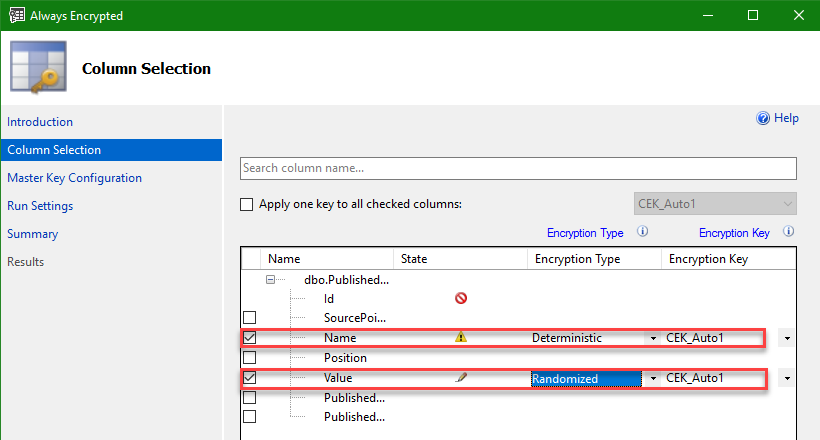 Always Encrypted
Column Selection
Introduction
Column Selection
Master Key Configuration
Run Settings
Summary
Results
Help
Search column name...
Apply one key to all checked columns:
CEK_Auto1
Encryption Type
Encryption Key
Name State Encryption Type Encryption Key
dbo.Published...
Id
SourcePoi...
Name Deterministic CEK_Auto1
Position
Value Randomized CEK_Auto1
Published...
Published...